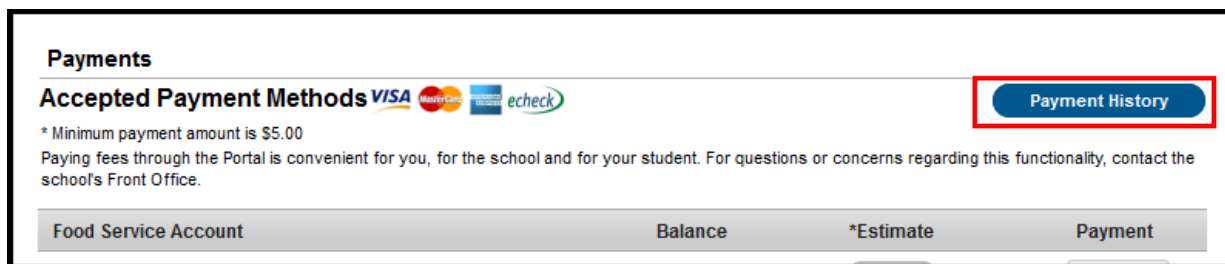 Payments
Accepted Payment Methods VISA MasterCard echeck
Payment History
* Minimum payment amount is $5.00
Paying fees through the Portal is convenient for you, for the school and for your student. For questions or concerns regarding this functionality, contact the
school's Front Office.
Food Service Account Balance *Estimate Payment